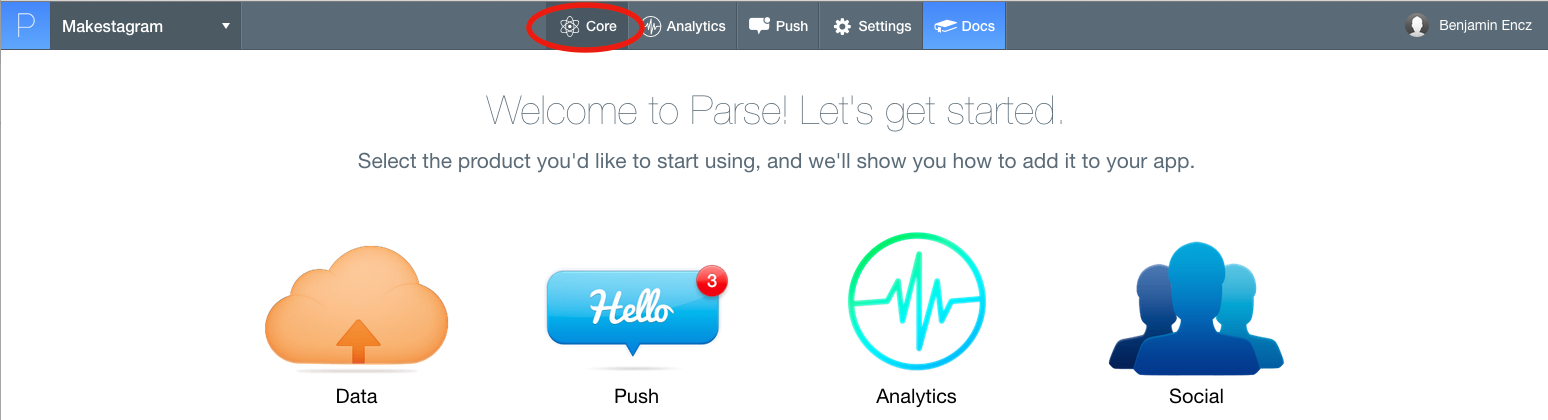 P Makestagram Core Analytics Push Settings Docs Benjamin Encz
Welcome to Parse! Let's get started.
Select the product you'd like to start using, and we'll show you how to add it to your app.
Hello 3
Data Push Analytics Social